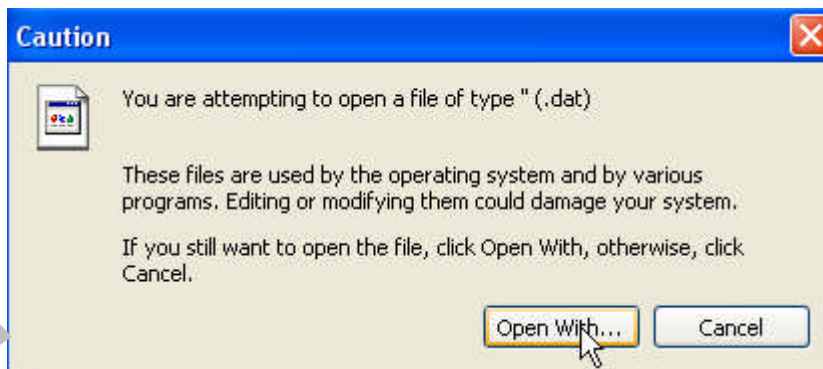 Caution
You are attempting to open a file of type '' (.dat)
These files are used by the operating system and by various
programs. Editing or modifying them could damage your system.
If you still want to open the file, click Open With, otherwise, click
Cancel.
Open With... Cancel